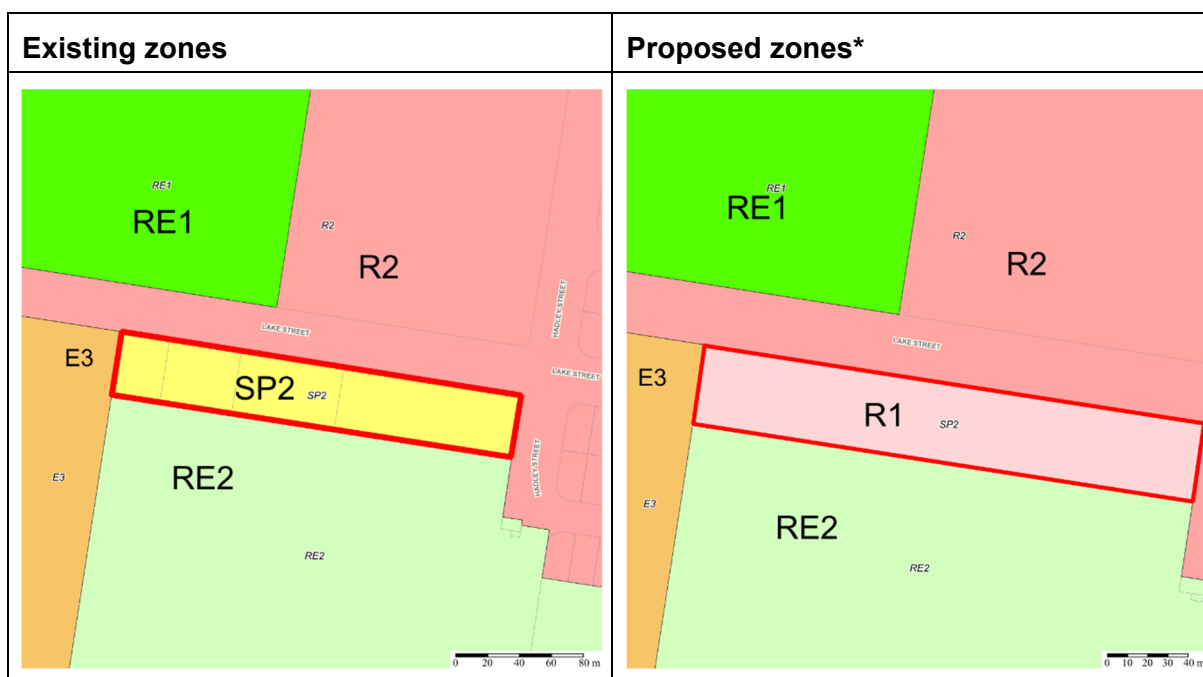 Existing zones
Proposed zones*
RE1
RE1
R2
R2
HADLEY STREET
LAKE STREET
LAKE STREET
E3
SP2
SP2
HADLEY STREET
RE2
E3
RE2
0 20 40 60 80 m
RE1
RE1
R2
R2
LAKE STREET
E3
R1
SP2
E3
RE2
RE2
0 10 20 30 40 m